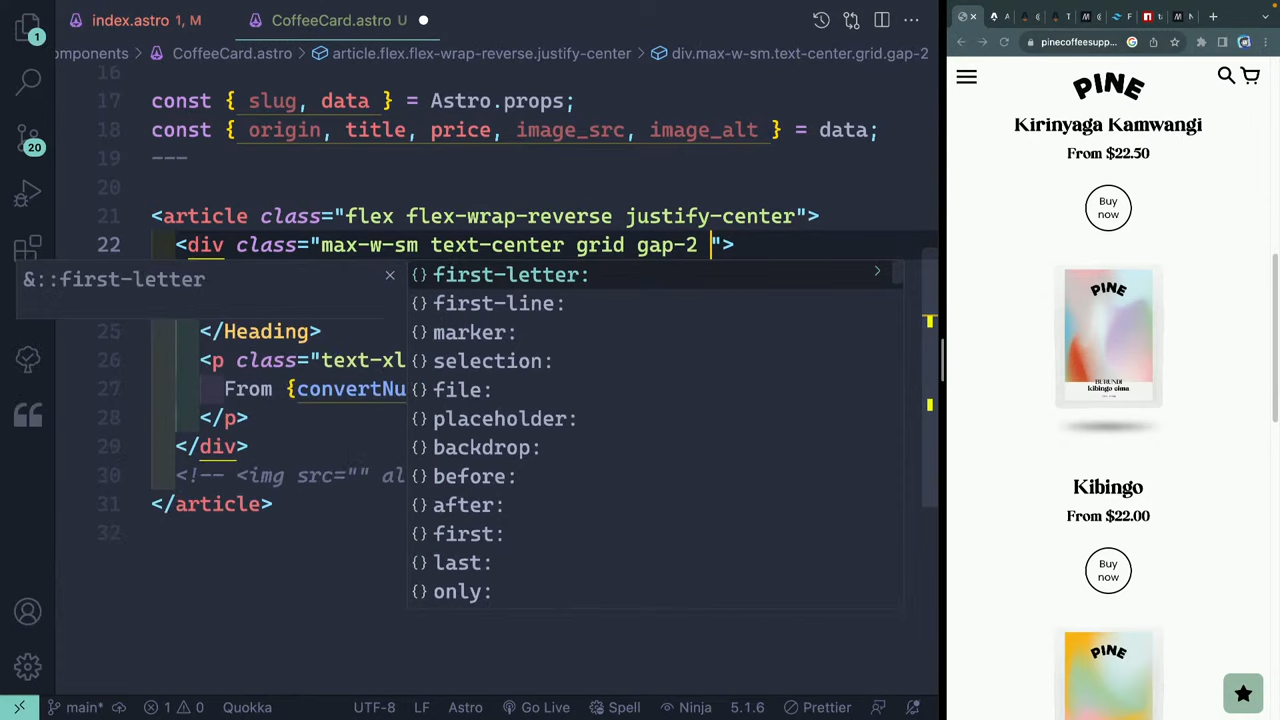 index.astro 1, M
CoffeeCard.astro U
omponents > CoffeeCard.astro > article.flex.flex-wrap-reverse.justify-center > div.max-w-sm.text-center.grid.gap-2
16
17 const { slug, data } = Astro.props;
18 const { origin, title, price, image_src, image_alt } = data;
19 ---
20
21 <article class="flex flex-wrap-reverse justify-center">
22 <div class="max-w-sm text-center grid gap-2 ">
&::first-letter
first-letter:
first-line:
marker:
selection:
file:
placeholder:
backdrop:
before:
after:
first:
last:
only:
25 </Heading>
26 <p class="text-xl
27 From {convertNu
28 </p>
29 </div>
30 <!-- <img src="" al
31 </article>
32
1
20
main*
1 0
Quokka
UTF-8
LF
Astro
Go Live
Spell
Ninja
5.1.6
Prettier
pinecoffeesupp...
PINE
Kirinyaga Kamwangi
From $22.50
Buy
now
PINE
BURUNDI
kibingo cima
Kibingo
From $22.00
Buy
now
PINE